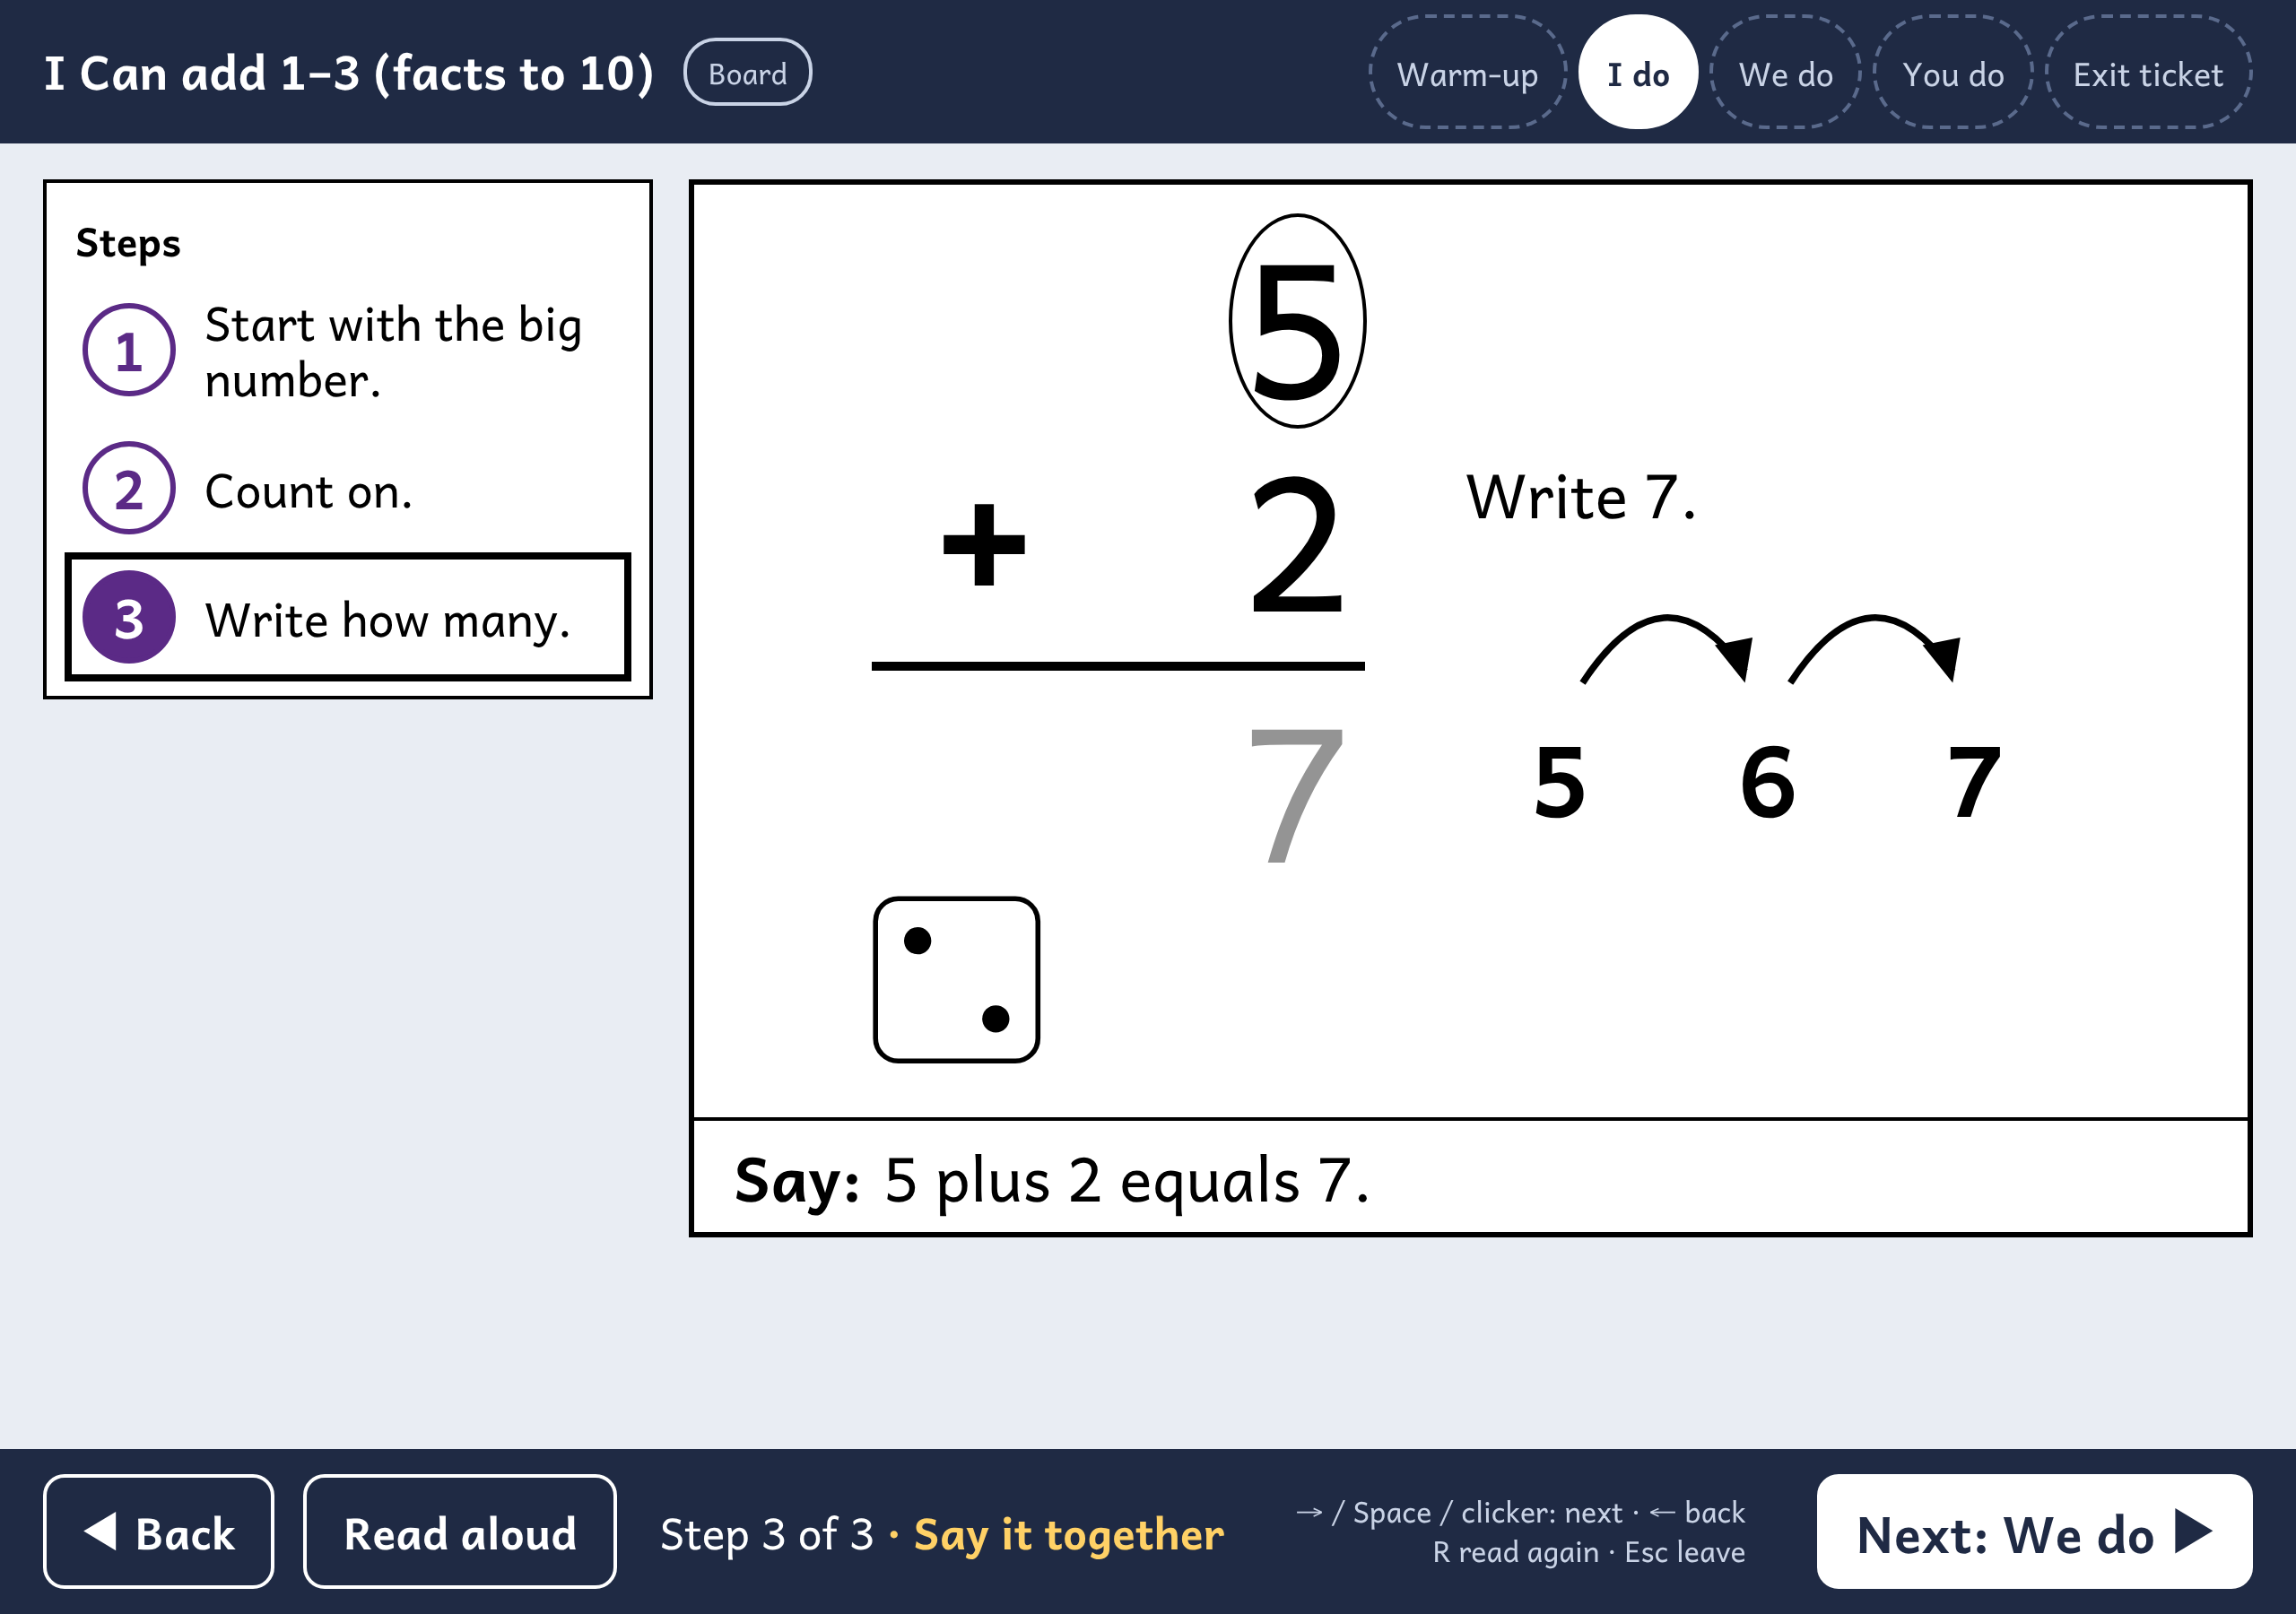 I Can add 1–3 (facts to 10)
Board
Warm-up
I do
We do
You do
Exit ticket
Steps
1 Start with the big
number.
2 Count on.
3 Write how many.
5
+ 2
7
Write 7.
5 6 7
Say: 5 plus 2 equals 7.
◀ Back
Read aloud
Step 3 of 3 · Say it together
→ / Space / clicker: next · ← back
R read again · Esc leave
Next: We do ▶